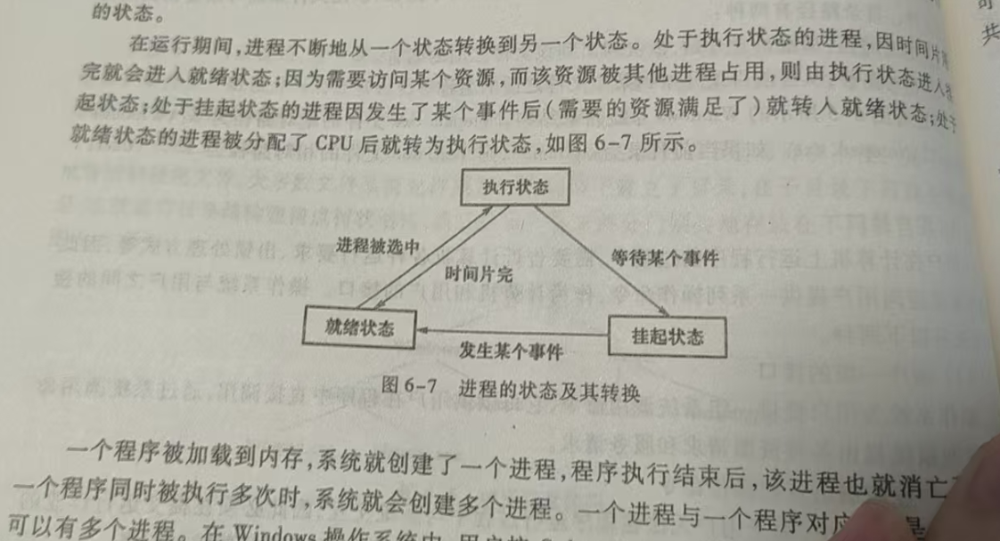 的状态。
在运行期间,进程不断地从一个状态转换到另一个状态。处于执行状态的进程,因时间片
完就会进入就绪状态;因为需要访问某个资源,而该资源被其他进程占用,则由执行状态进入
起状态;处于挂起状态的进程因发生了某个事件后(需要的资源满足了)就转入就绪状态;处于
就绪状态的进程被分配了 CPU 后就转为执行状态,如图 6-7 所示。
执行状态
进程被选中
时间片完
等待某个事件
就绪状态
挂起状态
发生某个事件
图 6-7 进程的状态及其转换
一个程序被加载到内存,系统就创建了一个进程,程序执行结束后,该进程也就消亡
一个程序同时被执行多次时,系统就会创建多个进程。一个进程与一个程序对应
可以有多个进程。在 Windows 操作系统中
共